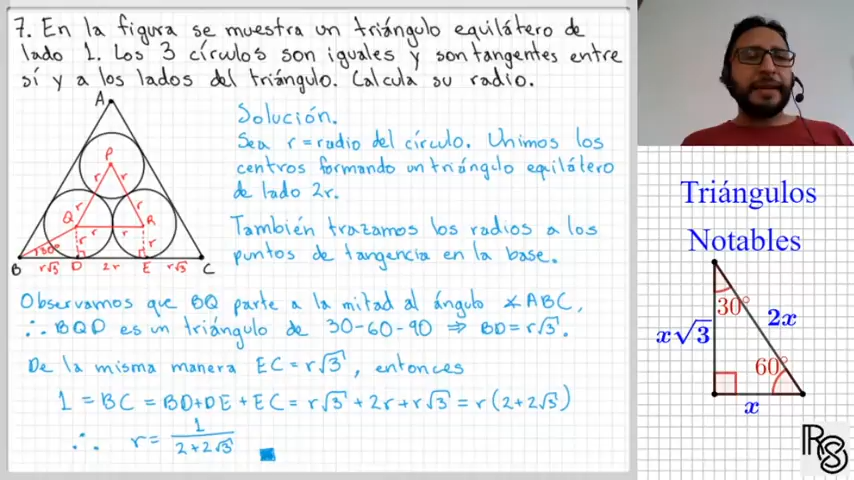 7. En la figura se muestra un triángulo equilátero de
lado 1. Los 3 círculos son iguales y son tangentes entre
sí y a los lados del triángulo. Calcula su radio.
A
P
r r
r r
Q R
r r
30°
r r
B D E C
r√3 2r r√3
Solución.
Sea r = radio del círculo. Unimos los
centros formando un triángulo equilátero
de lado 2r.
También trazamos los radios a los
puntos de tangencia en la base.
Observamos que BQ parte a la mitad al ángulo ∡ABC,
∴ BQD es un triángulo de 30-60-90 ⇒ BD = r√3.
De la misma manera EC = r√3, entonces
1 = BC = BD + DE + EC = r√3 + 2r + r√3 = r(2+2√3)
∴ r = 1/(2+2√3)
Triángulos
Notables
30°
x√3
2x
60°
x
RS